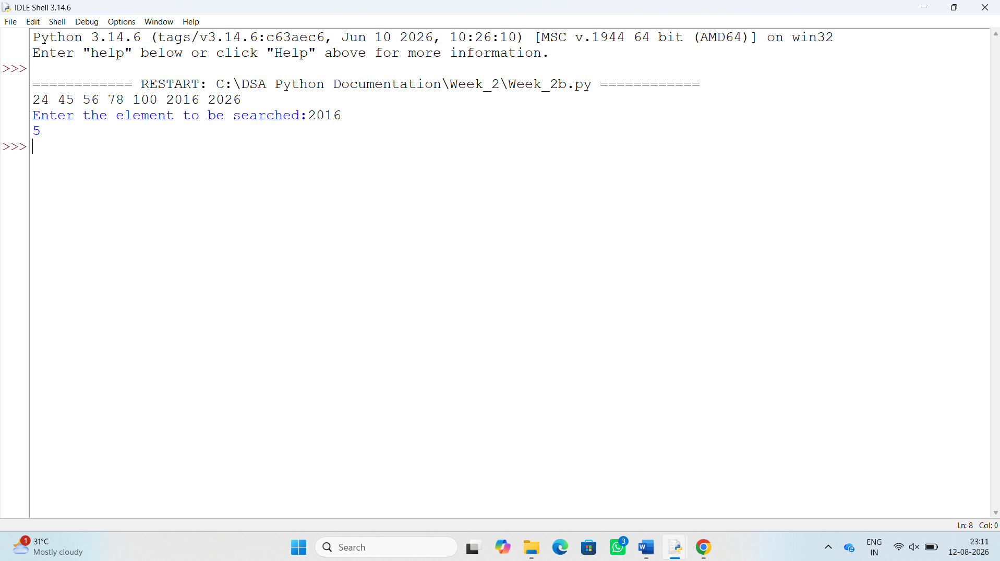 IDLE Shell 3.14.6
File Edit Shell Debug Options Window Help
Python 3.14.6 (tags/v3.14.6:c63aec6, Jun 10 2026, 10:26:10) [MSC v.1944 64 bit (AMD64)] on win32
Enter "help" below or click "Help" above for more information.
>>>
============ RESTART: C:\DSA Python Documentation\Week_2\Week_2b.py ============
24 45 56 78 100 2016 2026
Enter the element to be searched:2016
5
>>>
Ln: 8 Col: 0
1
31°C
Mostly cloudy
Search
3
W
ENG
IN
23:11
12-08-2026